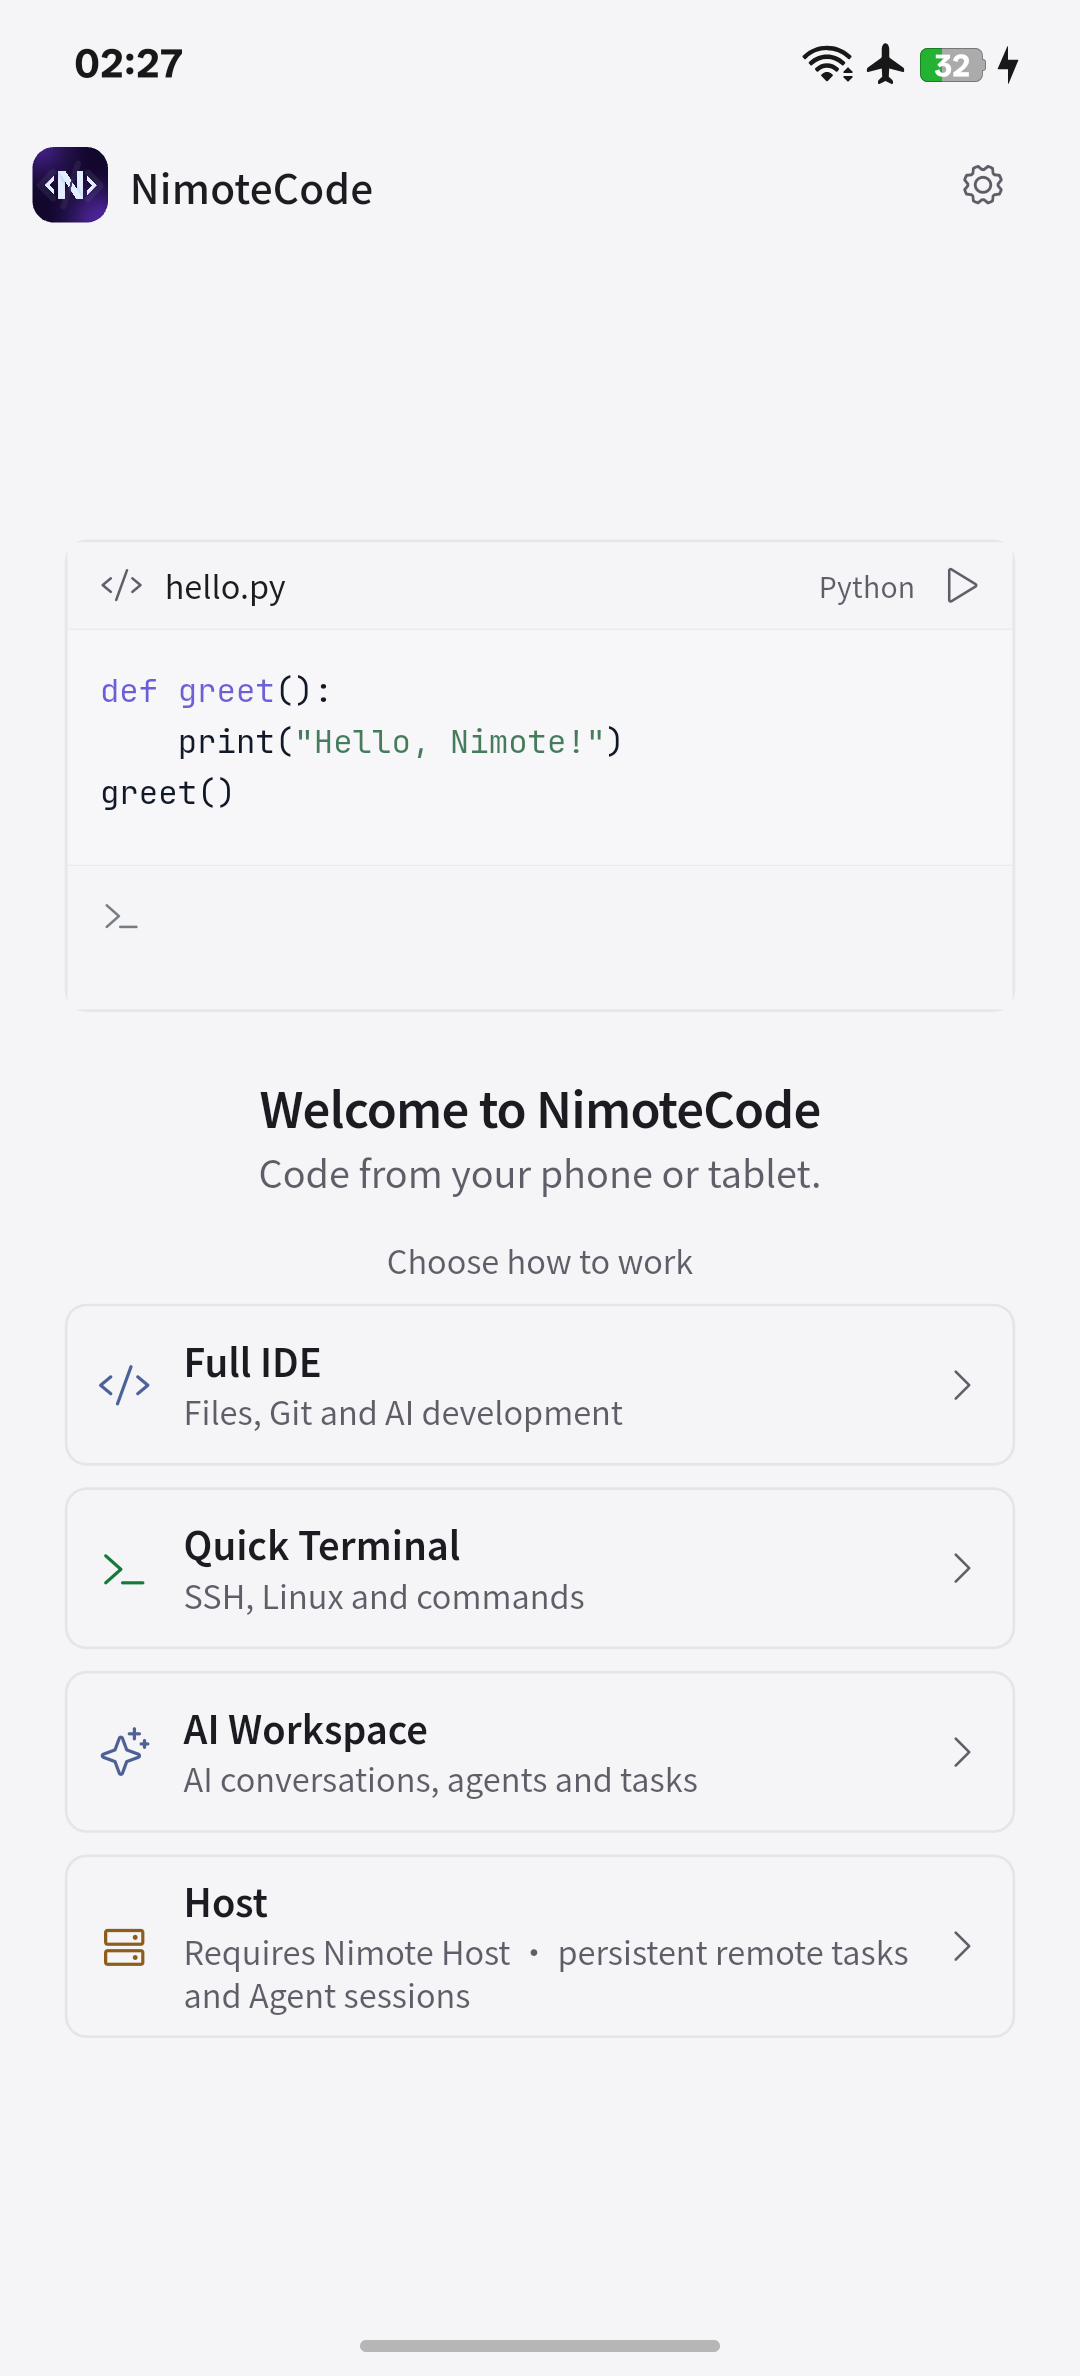 02:27
32
<N>
NimoteCode
</> hello.py
Python
def greet():
    print("Hello, Nimote!")
greet()
>_
Welcome to NimoteCode
Code from your phone or tablet.
Choose how to work
</> Full IDE
Files, Git and AI development
>_ Quick Terminal
SSH, Linux and commands
AI Workspace
AI conversations, agents and tasks
Host
Requires Nimote Host · persistent remote tasks
and Agent sessions